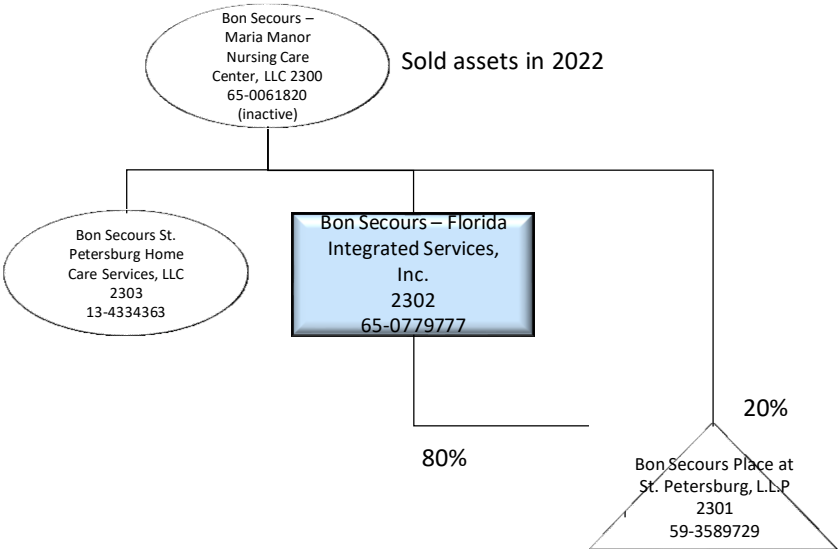 Bon Secours –
Maria Manor
Nursing Care
Center, LLC 2300
65-0061820
(inactive)
Sold assets in 2022
Bon Secours St.
Petersburg Home
Care Services, LLC
2303
13-4334363
Bon Secours – Florida
Integrated Services,
Inc.
2302
65-0779777
20%
80%
Bon Secours Place at
St. Petersburg, L.L.P
2301
59-3589729